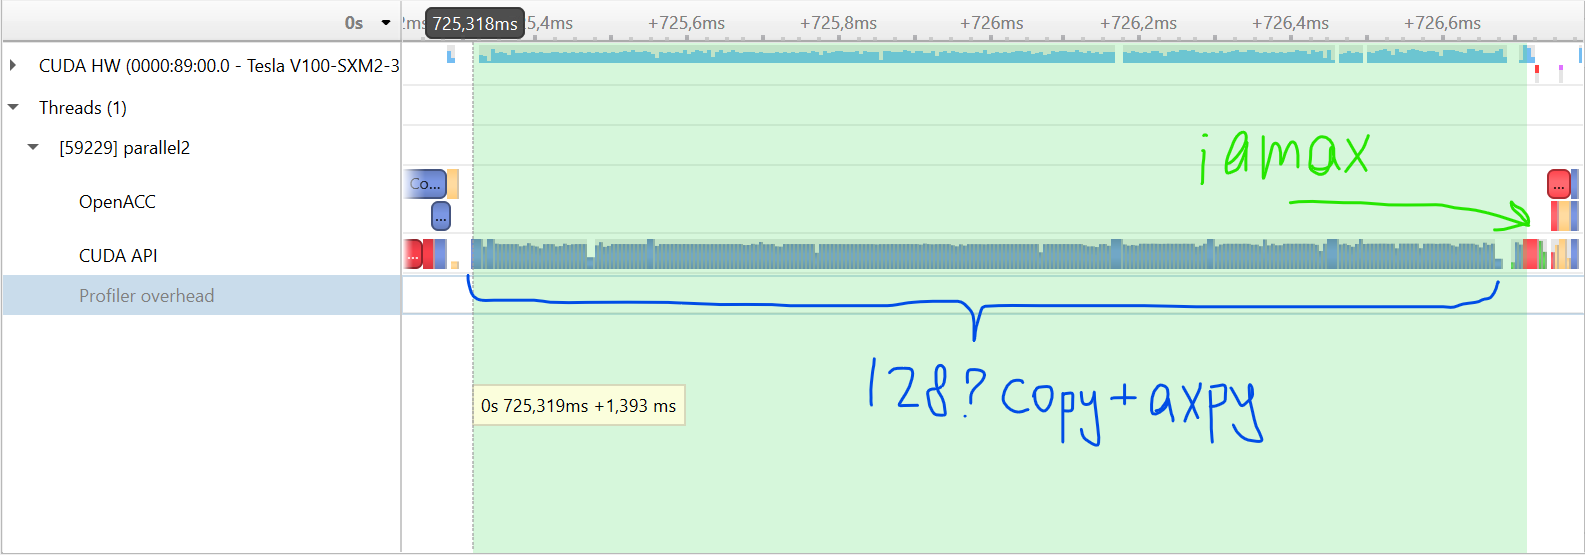 0s
2ms
725,318ms
5,4ms
+725,6ms
+725,8ms
+726ms
+726,2ms
+726,4ms
+726,6ms
CUDA HW (0000:89:00.0 - Tesla V100-SXM2-3
Threads (1)
[59229] parallel2
iamax
Co...
...
OpenACC
...
...
CUDA API
Profiler overhead
128? copy+axpy
0s 725,319ms +1,393 ms